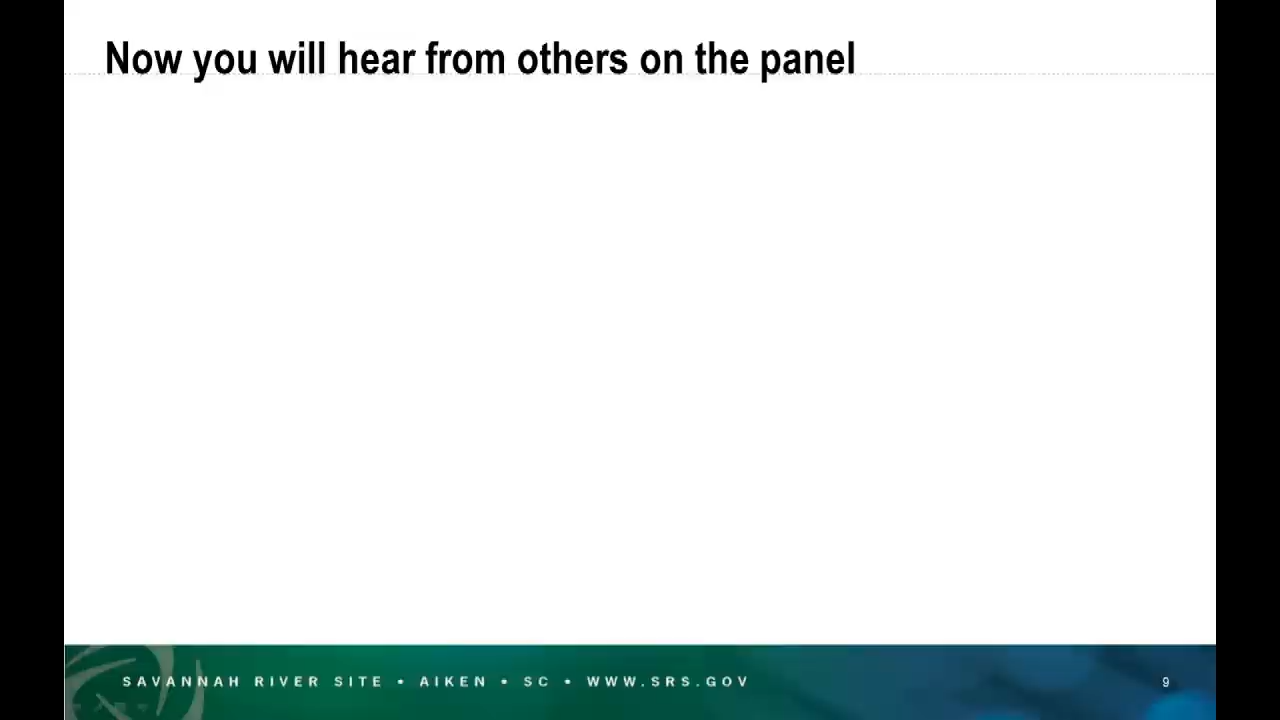 Now you will hear from others on the panel
SAVANNAH RIVER SITE • AIKEN • SC • WWW.SRS.GOV
9